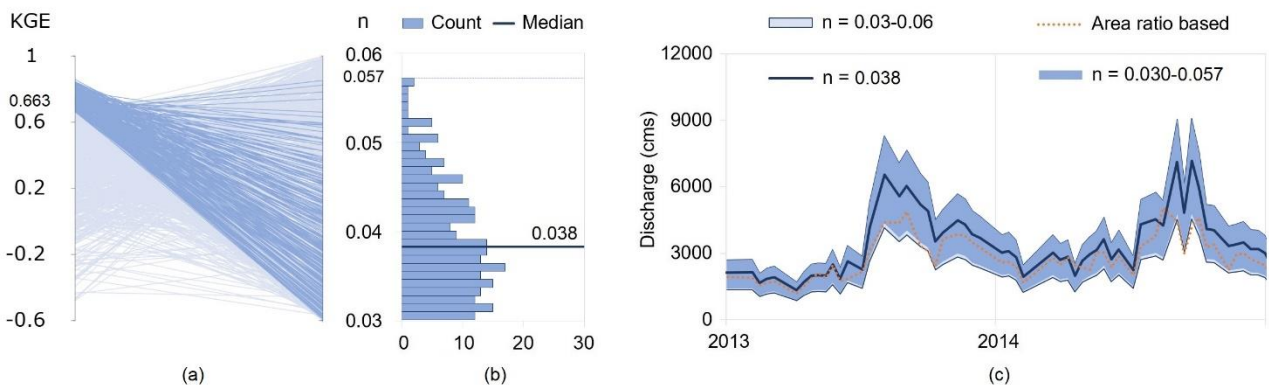 KGE
1
0.663
0.6
0.2
-0.2
-0.6
(a)
n
Count
Median
0.06
0.057
0.05
0.04
0.03
0.038
0
10
20
30
(b)
n = 0.03-0.06
Area ratio based
n = 0.038
n = 0.030-0.057
Discharge (cms)
12000
9000
6000
3000
0
2013
2014
(c)